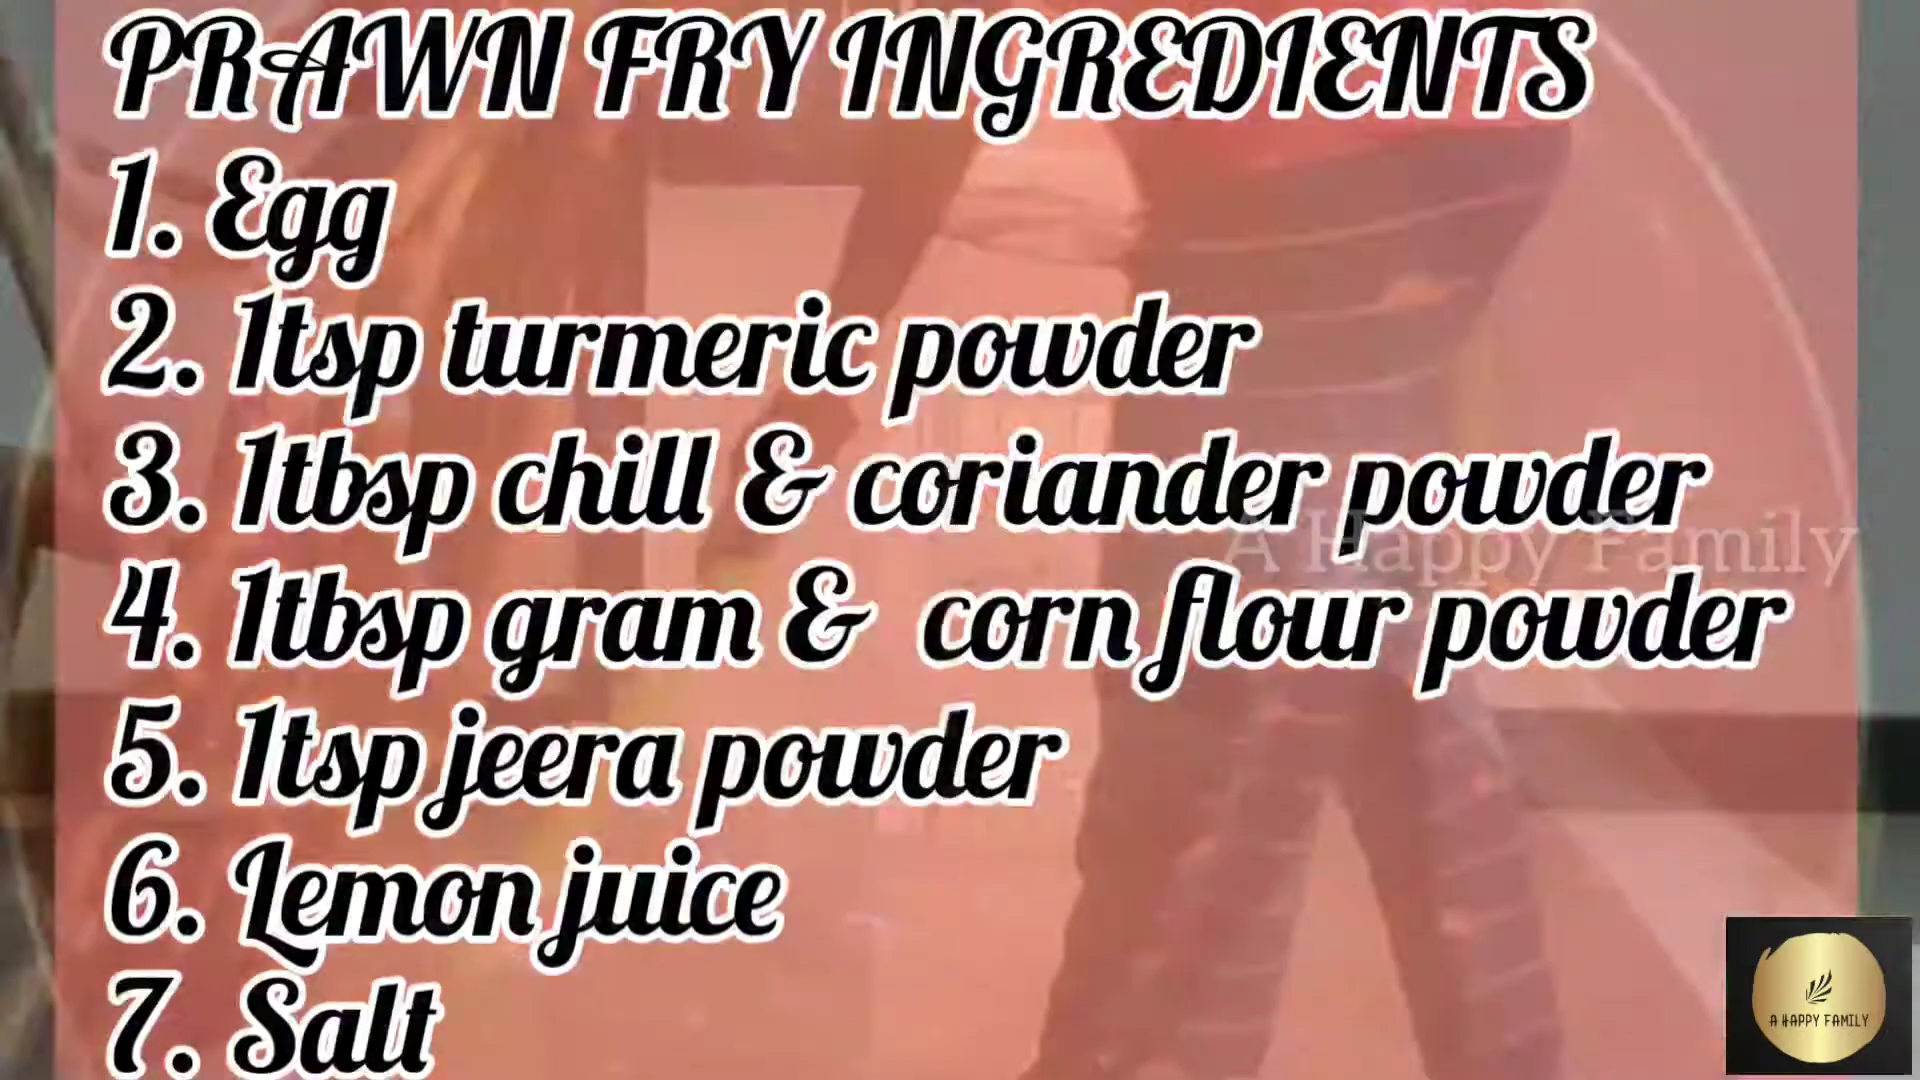 PRAWN FRY INGREDIENTS
1. Egg
2. 1tsp turmeric powder
3. 1tbsp chill & coriander powder
A Happy Family
4. 1tbsp gram & corn flour powder
5. 1tsp jeera powder
6. Lemon juice
7. Salt
A HAPPY FAMILY